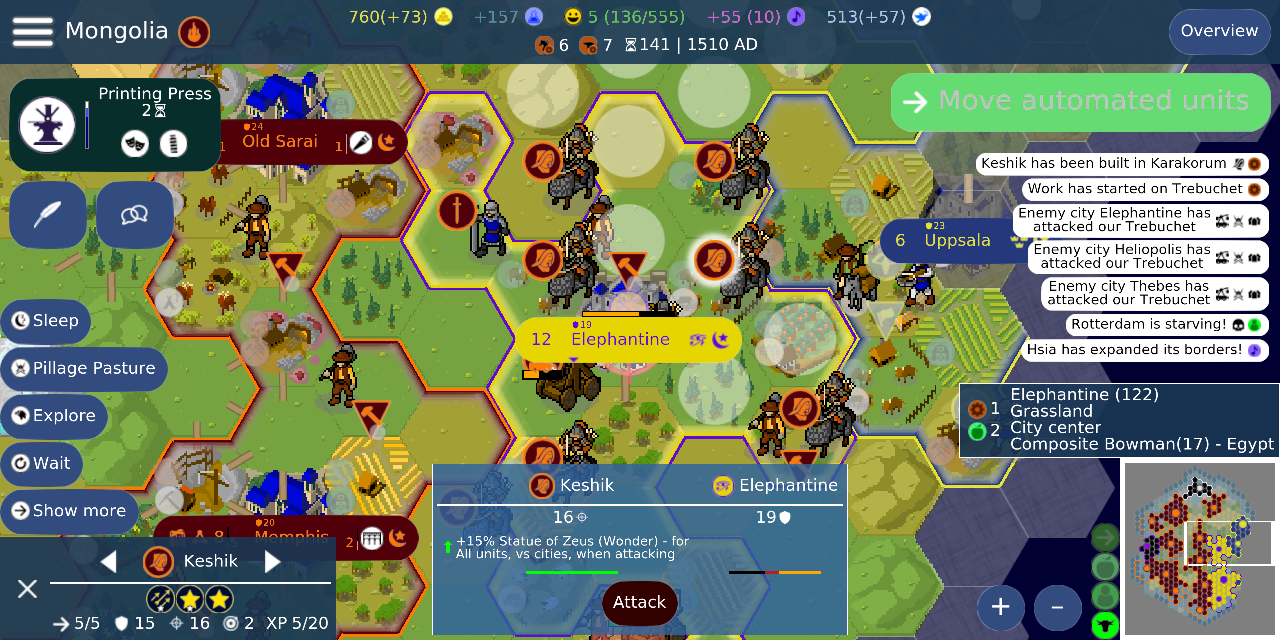 Mongolia
760(+73)
+157
5 (136/555)
+55 (10)
513(+57)
6
7
141 | 1510 AD
Overview
Printing Press
2
24
Old Sarai
1
Move automated units
Keshik has been built in Karakorum
Work has started on Trebuchet
Enemy city Elephantine has
attacked our Trebuchet
Enemy city Heliopolis has
attacked our Trebuchet
Enemy city Thebes has
attacked our Trebuchet
Rotterdam is starving!
Hsia has expanded its borders!
23
6 Uppsala
19
12 Elephantine
Sleep
Pillage Pasture
Explore
Wait
Show more
1
2
Elephantine (122)
Grassland
City center
Composite Bowman(17) - Egypt
20
8 Memphis 2
Keshik
Elephantine
16
19
+15% Statue of Zeus (Wonder) - for
All units, vs cities, when attacking
Attack
Keshik
5/5
15
16
2
XP 5/20
+
-